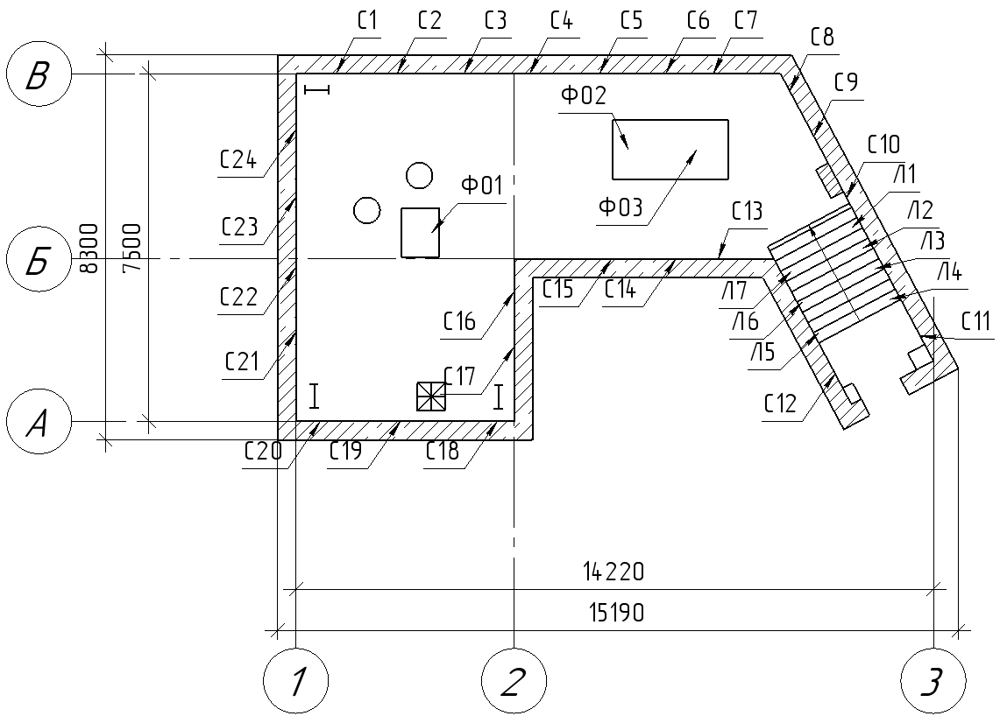 С1 С2 С3 С4 С5 С6 С7
С8
В
С9
Ф02
С10
С24
Л1
Ф01
Ф03
С13
Л2
С23
Л3
8300
7500
Б
Л4
С22
С15
С14
Л7
С16
Л6
С11
С21
Л5
С17
С12
А
С20
С19
С18
14220
15190
1
2
3